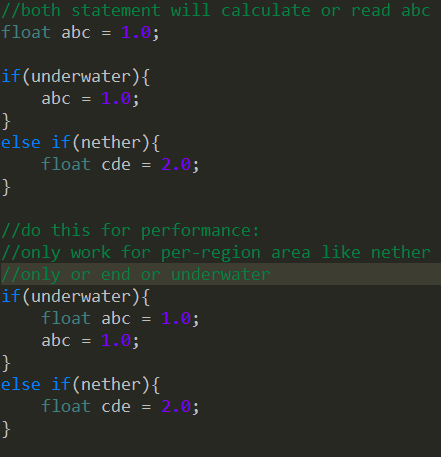 //both statement will calculate or read abc
float abc = 1.0;

if(underwater){
    abc = 1.0;
}
else if(nether){
    float cde = 2.0;
}

//do this for performance:
//only work for per-region area like nether
//only or end or underwater
if(underwater){
    float abc = 1.0;
    abc = 1.0;
}
else if(nether){
    float cde = 2.0;
}